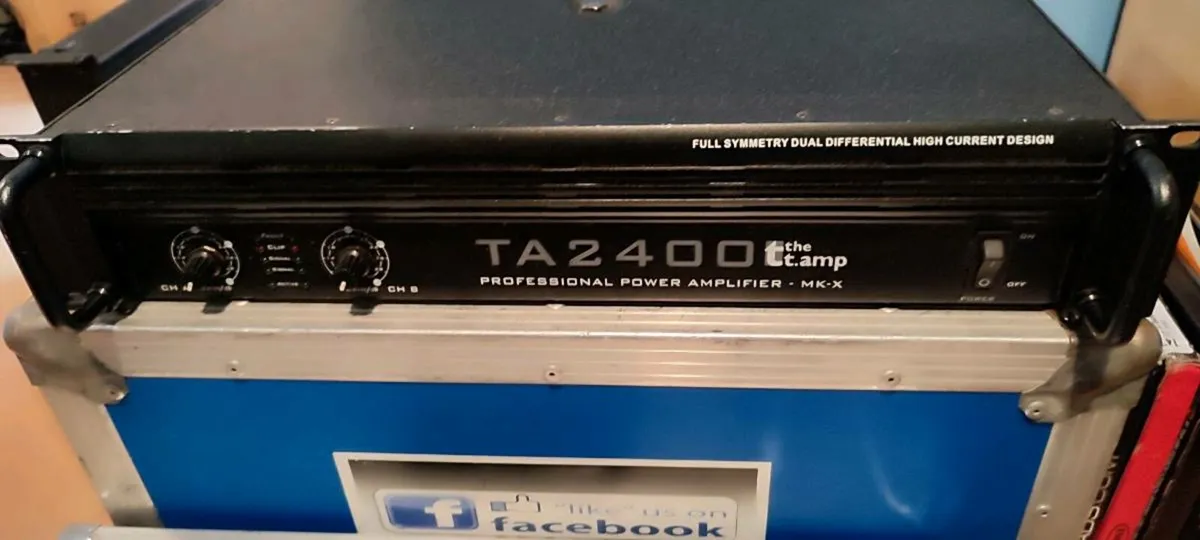 FULL SYMMETRY DUAL DIFFERENTIAL HIGH CURRENT DESIGN
CLIP
SIGNAL
SIGNAL
ACTIVE
CH B
TA2400
the
t.amp
PROFESSIONAL POWER AMPLIFIER - MK-X
ON
OFF
POWER
f
"like" us on
facebook